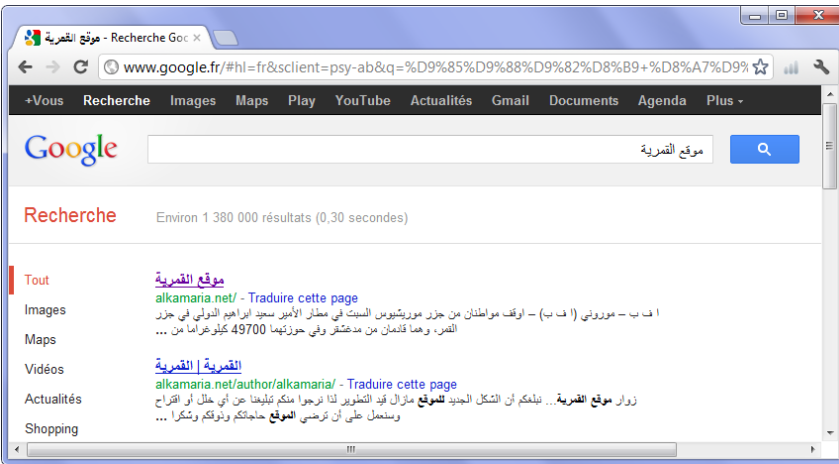 موقع القمرية - Recherche Goc
www.google.fr/#hl=fr&sclient=psy-ab&q=%D9%85%D9%88%D9%82%D8%B9+%D8%A7%D9%
+Vous Recherche Images Maps Play YouTube Actualités Gmail Documents Agenda Plus
Google موقع القمرية
Recherche Environ 1 380 000 résultats (0,30 secondes)
Tout
Images
Maps
Vidéos
Actualités
Shopping
موقع القمرية
alkamaria.net/ - Traduire cette page
ا ف ب – موروني (ا ف ب) – اوقف مواطنان من جزر موريشيوس السبت في مطار الأمير سعيد ابراهيم الدولي في جزر
القمر، وهما قادمان من مدغشقر وفي حوزتهما 49700 كيلوغراما من ...
القمرية | القمرية
alkamaria.net/author/alkamaria/ - Traduire cette page
زوار موقع القمرية... نبلغكم أن الشكل الجديد للموقع مازال قيد التطوير لذا نرجوا منكم تبليغنا عن أي خلل أو اقتراح
وسنعمل على أن ترضي الموقع حاجاتكم وذوقكم وشكرا ...